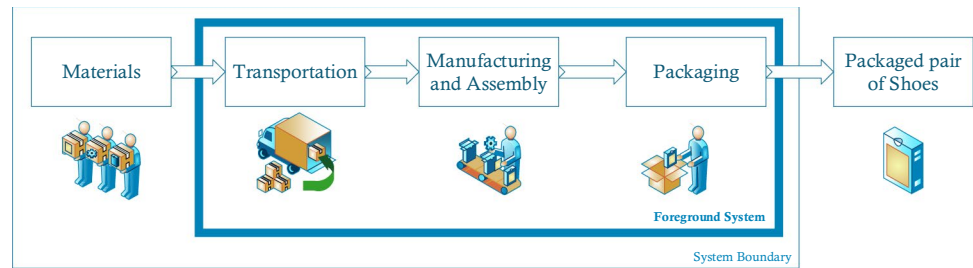 Materials
Transportation
Manufacturing
and Assembly
Packaging
Packaged pair
of Shoes
Foreground System
System Boundary